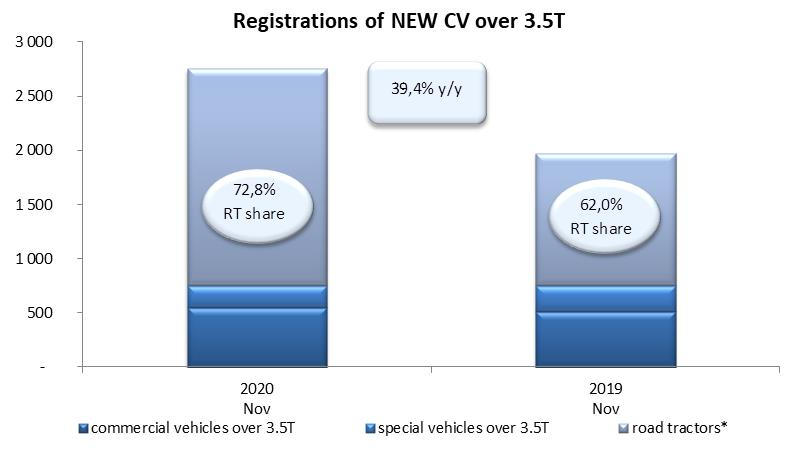 Registrations of NEW CV over 3.5T
3 000
2 500
2 000
1 500
1 000
500
-
39,4% y/y
72,8%
RT share
62,0%
RT share
2020
2019
Nov
Nov
commercial vehicles over 3.5T
special vehicles over 3.5T
road tractors*